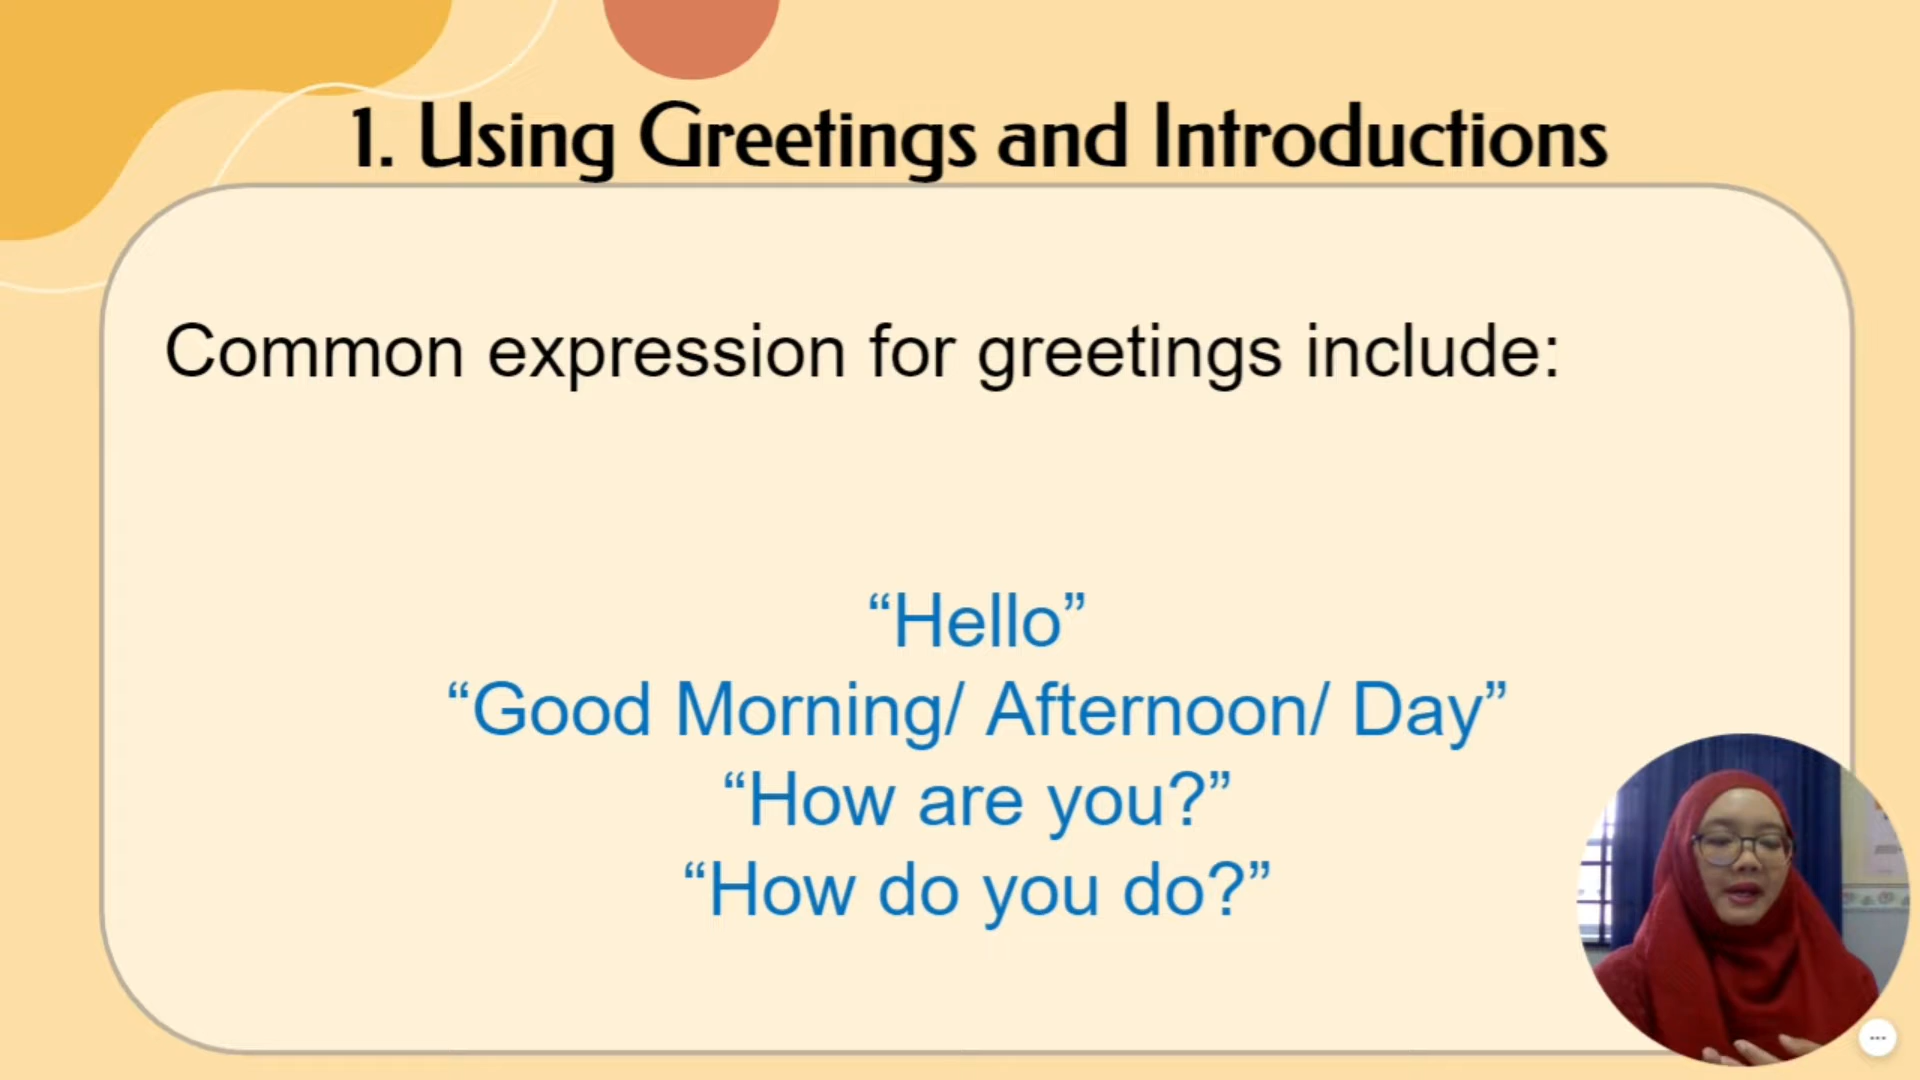 1. Using Greetings and Introductions
Common expression for greetings include:
“Hello”
“Good Morning/ Afternoon/ Day”
“How are you?”
“How do you do?”